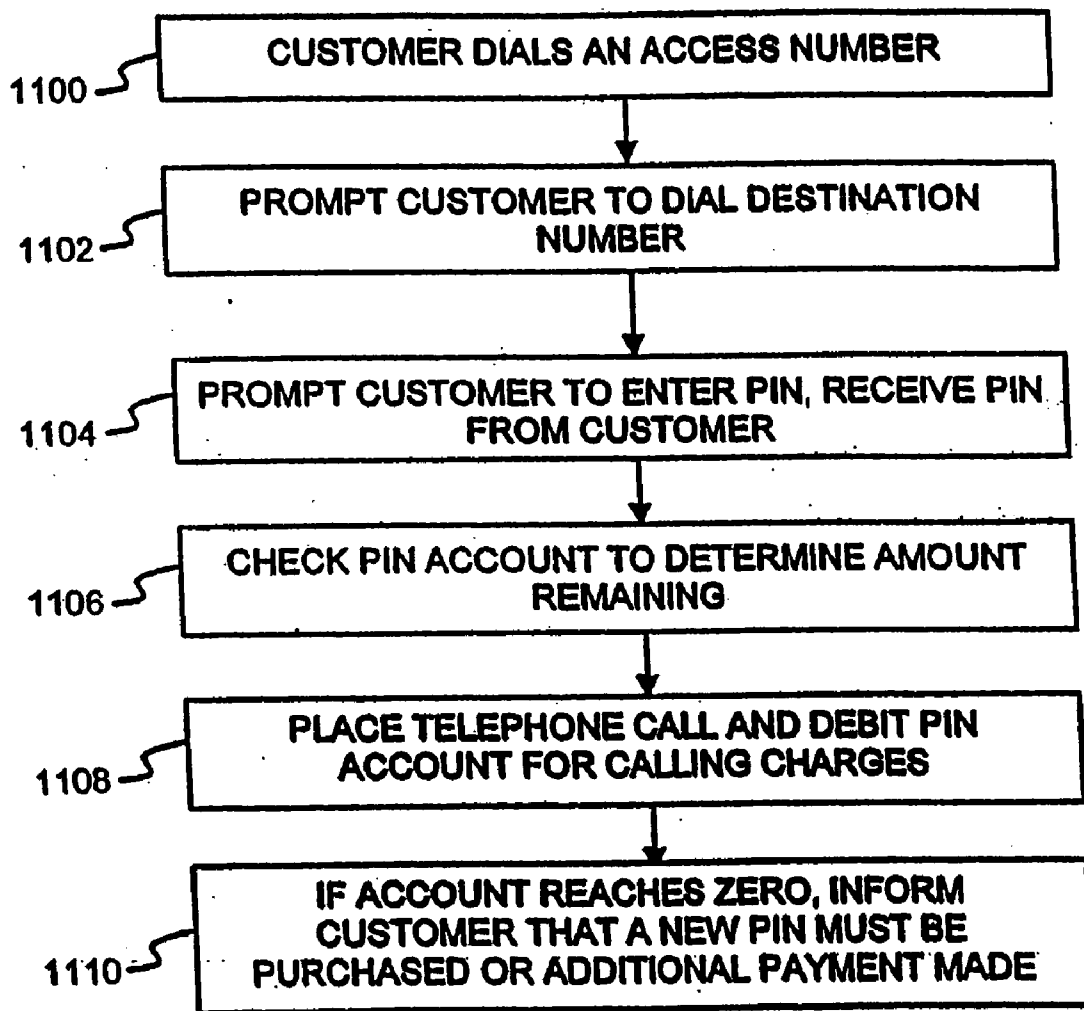 CUSTOMER DIALS AN ACCESS NUMBER
1100
PROMPT CUSTOMER TO DIAL DESTINATION
NUMBER
1102
PROMPT CUSTOMER TO ENTER PIN, RECEIVE PIN
FROM CUSTOMER
1104
CHECK PIN ACCOUNT TO DETERMINE AMOUNT
REMAINING
1106
PLACE TELEPHONE CALL AND DEBIT PIN
ACCOUNT FOR CALLING CHARGES
1108
IF ACCOUNT REACHES ZERO, INFORM
CUSTOMER THAT A NEW PIN MUST BE
PURCHASED OR ADDITIONAL PAYMENT MADE
1110